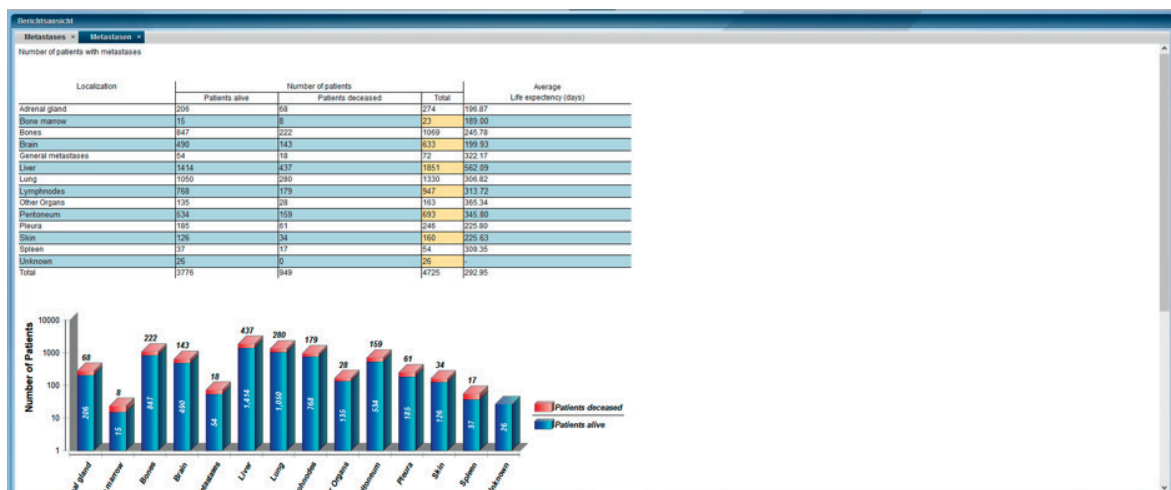 Berichtsansicht
Metastases × Metastasen ×
Number of patients with metastases
Localization Number of patients Average
Patients alive Patients deceased Total Life expectency (days)
Adrenal gland 206 68 274 196.87
Bone marrow 15 8 23 189.00
Bones 847 222 1069 245.78
Brain 490 143 633 199.93
General metastases 54 18 72 322.17
Liver 1414 437 1851 562.09
Lung 1050 280 1330 306.82
Lymphnodes 768 179 947 313.72
Other Organs 135 28 163 365.34
Peritoneum 534 159 693 345.80
Pleura 185 61 246 225.80
Skin 126 34 160 225.63
Spleen 37 17 54 309.35
Unknown 26 0 26 -
Total 3776 949 4725 292.95
Number of Patients
10000
1000
100
10
1
68 8 222 143 18 437 280 179 28 159 61 34 17
206 15 847 490 54 1,414 1,050 768 135 534 185 126 37 26
Patients deceased
Patients alive
al gland marrow Bones Brain etastases Liver Lung phnodes r Organs ritoneum Pleura Skin Spleen Unknown